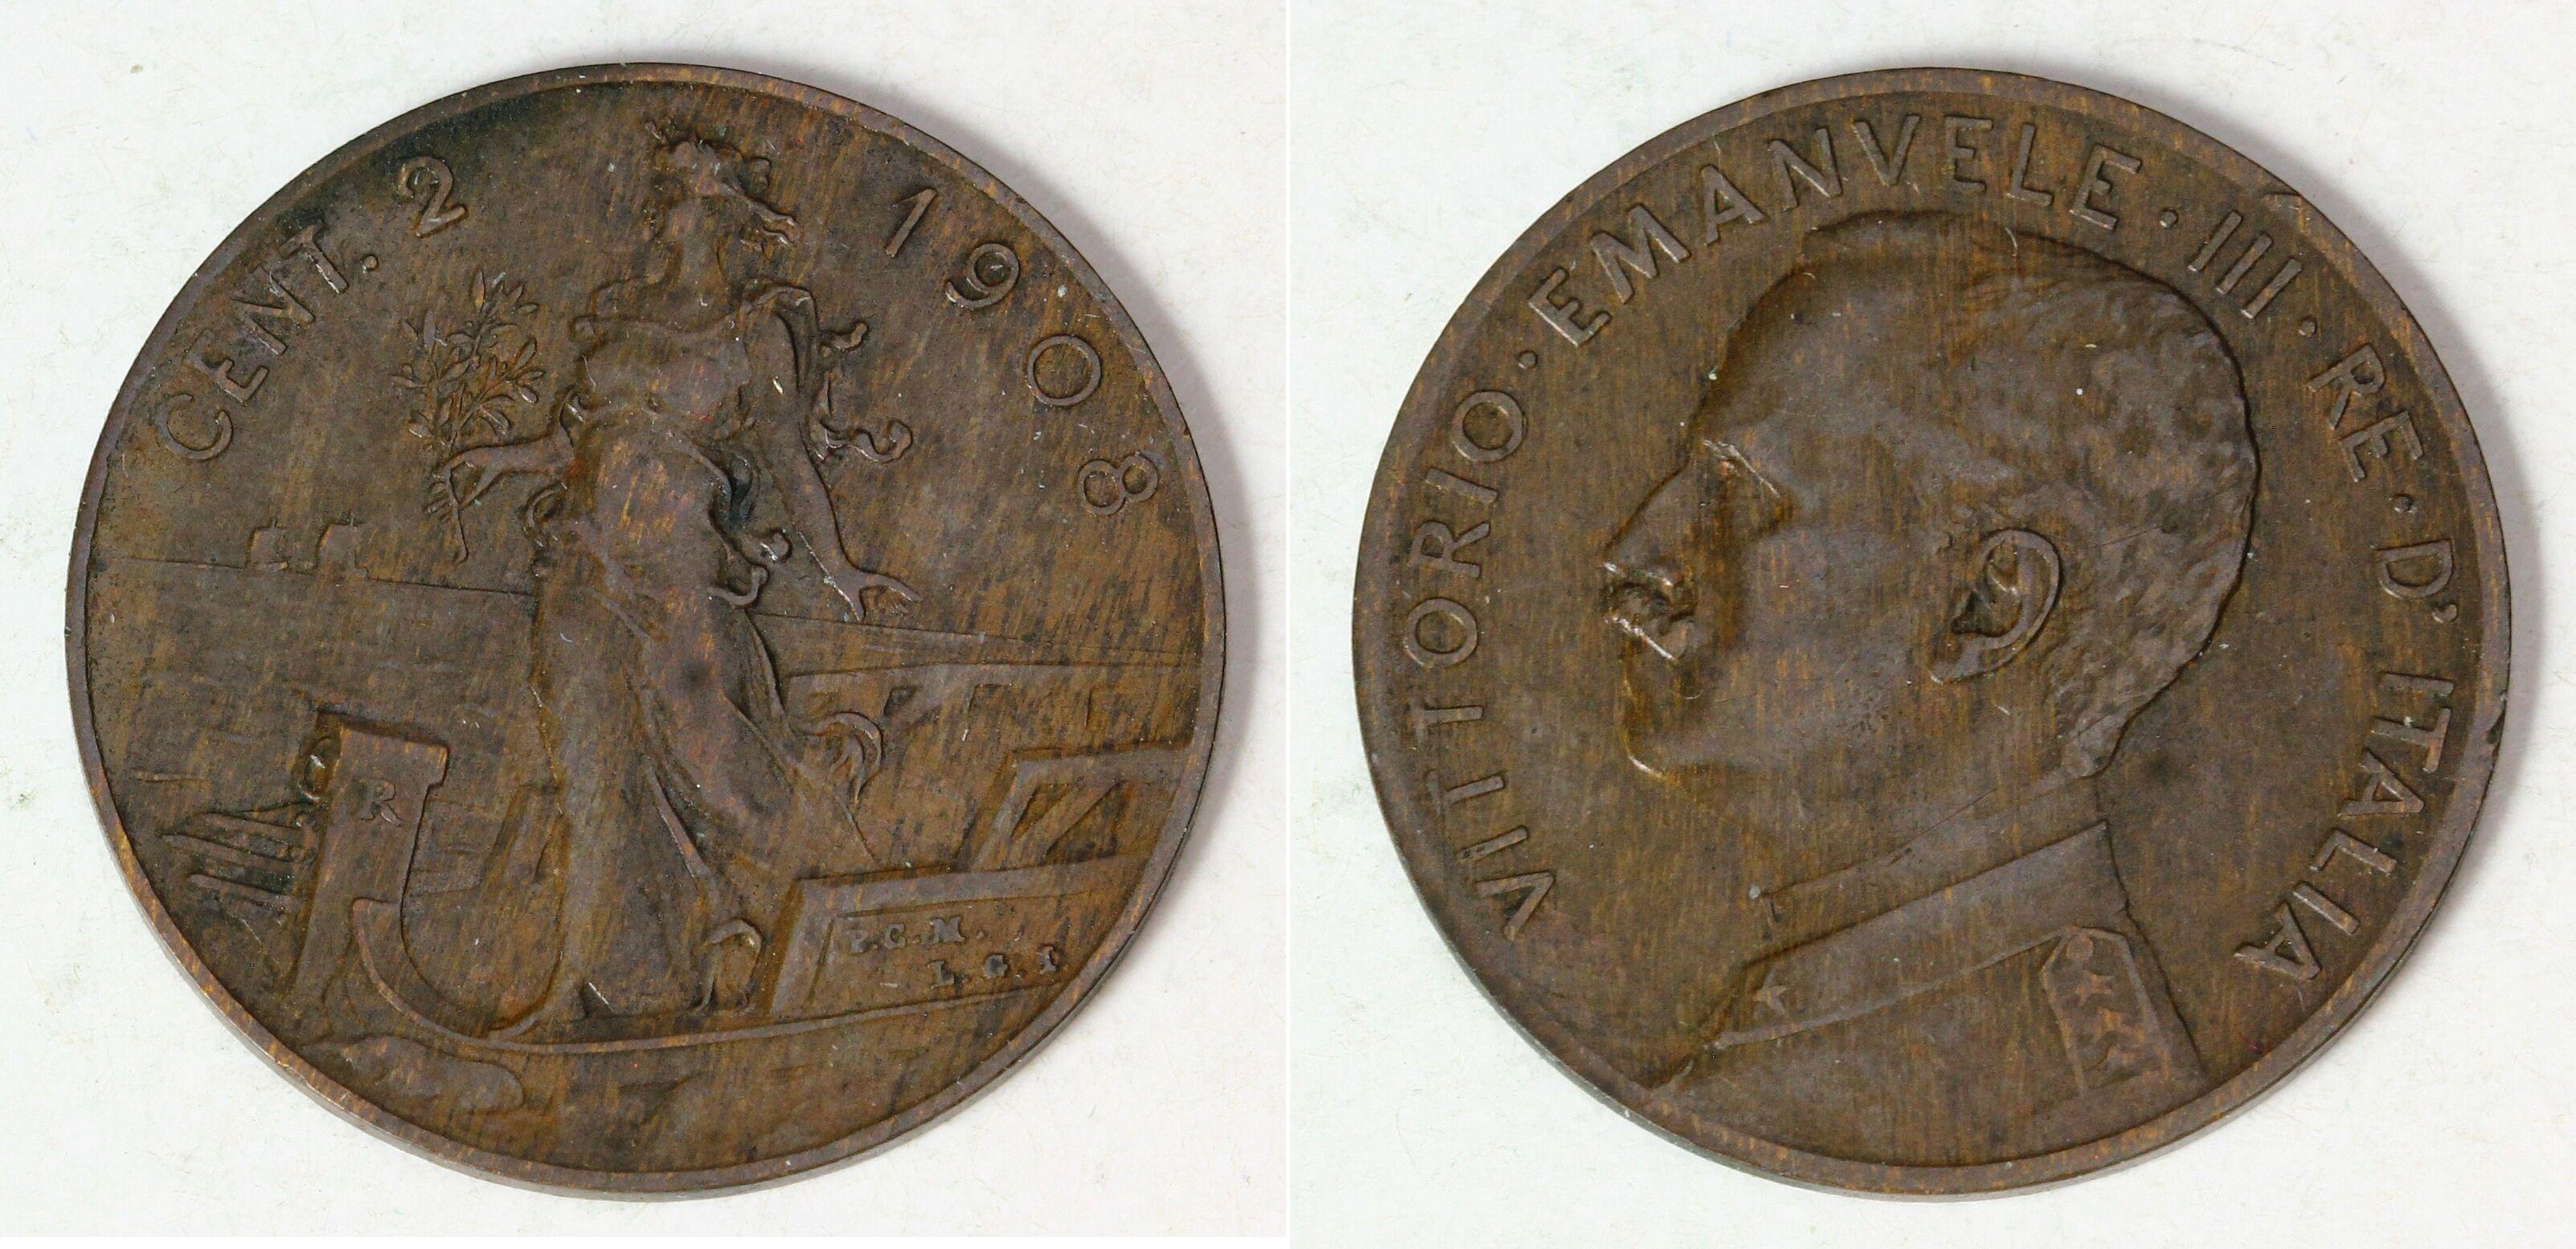 CENT. 2 1908
R
P.C.M.
L.G.I.
VITTORIO · EMANVELE · III · RE · D' ITALIA